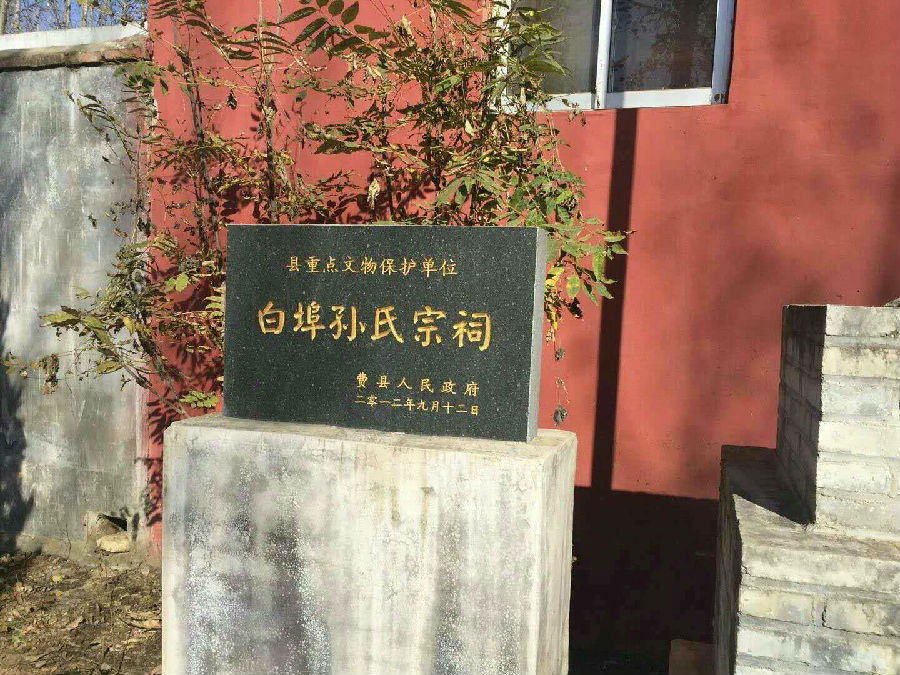 县重点文物保护单位
白埠孙氏宗祠
费县人民政府
二零一二年九月十二日